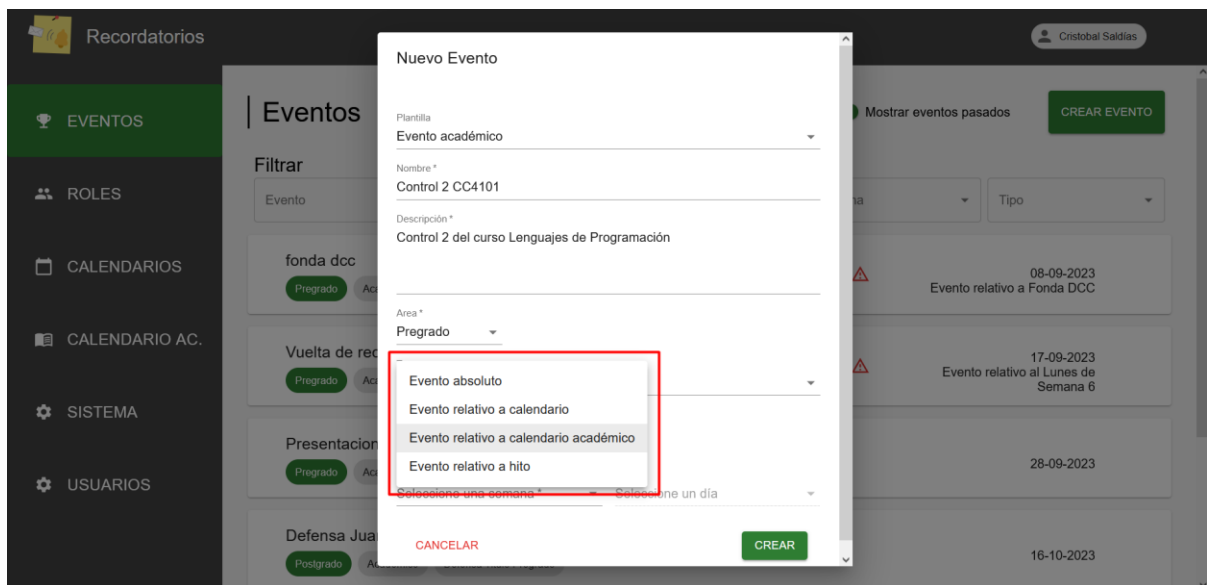 Recordatorios
Cristobal Saldías
EVENTOS
ROLES
CALENDARIOS
CALENDARIO AC.
SISTEMA
USUARIOS
Eventos
Mostrar eventos pasados
CREAR EVENTO
Filtrar
Evento
Tipo
fonda dcc
Pregrado
08-09-2023
Evento relativo a Fonda DCC
Vuelta de
Pregrado
17-09-2023
Evento relativo al Lunes de
Semana 6
Pregrado
28-09-2023
Defensa
Postgrado
16-10-2023
Nuevo Evento
Plantilla
Evento académico
Nombre *
Control 2 CC4101
Descripción *
Control 2 del curso Lenguajes de Programación
Area *
Pregrado
Evento absoluto
Evento relativo a calendario
Evento relativo a calendario académico
Evento relativo a hito
Seleccione una semana *
Seleccione un día
CANCELAR
CREAR